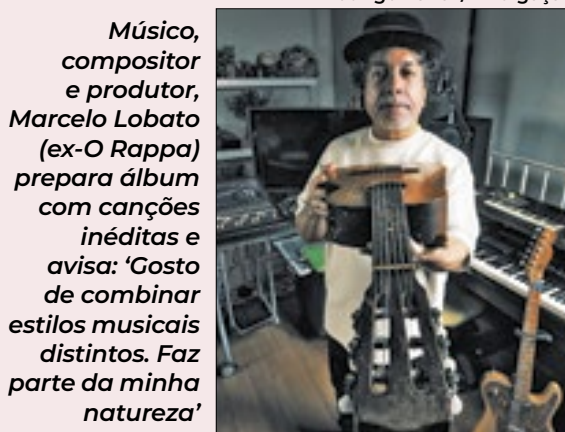 Músico,
compositor
e produtor,
Marcelo Lobato
(ex-O Rappa)
prepara álbum
com canções
inéditas e
avisa: ‘Gosto
de combinar
estilos musicais
distintos. Faz
parte da minha
natureza’